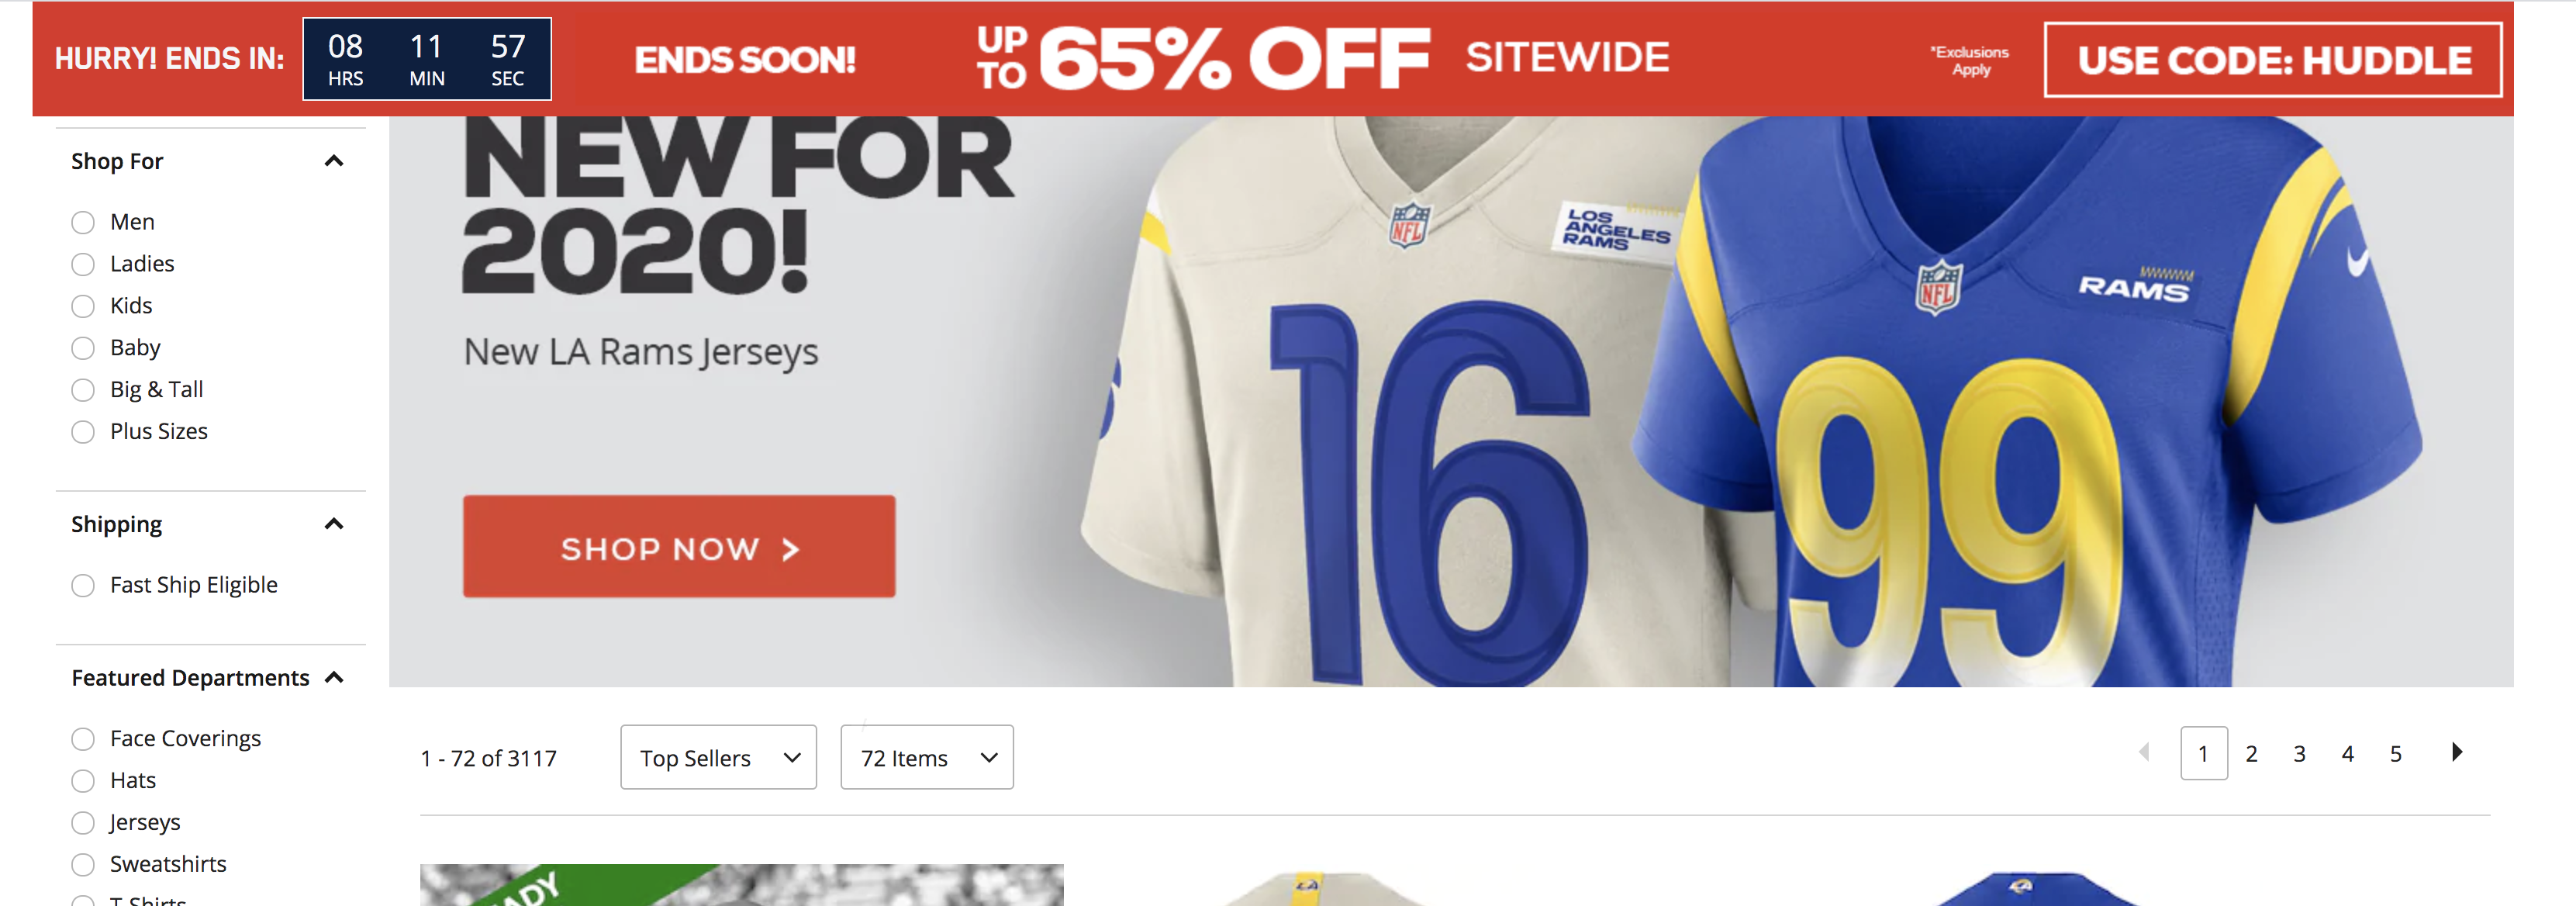 HURRY! ENDS IN:
08 11 57
HRS MIN SEC
ENDS SOON!
UP TO 65% OFF SITEWIDE
*Exclusions
Apply
USE CODE: HUDDLE
Shop For
Men
Ladies
Kids
Baby
Big & Tall
Plus Sizes
Shipping
Fast Ship Eligible
Featured Departments
Face Coverings
Hats
Jerseys
Sweatshirts
T-Shirts
NEW FOR
2020!
New LA Rams Jerseys
SHOP NOW >
NFL
LOS
ANGELES
RAMS
16
NFL
RAMS
99
1 - 72 of 3117
Top Sellers
72 Items
1 2 3 4 5
LA